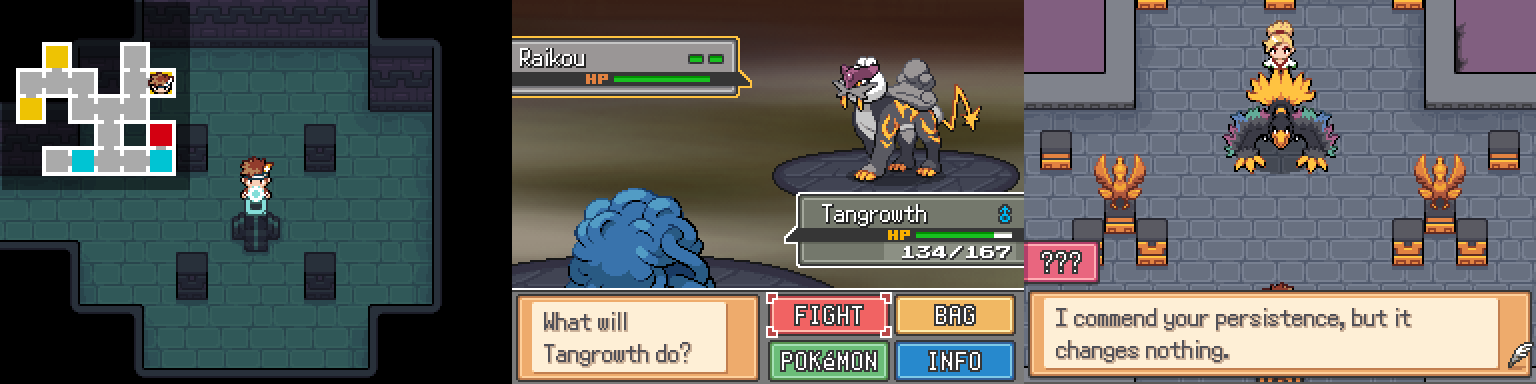 Raikou
HP
Tangrowth
HP
134/167
What will
Tangrowth do?
FIGHT
BAG
POKéMON
INFO
???
I commend your persistence, but it
changes nothing.